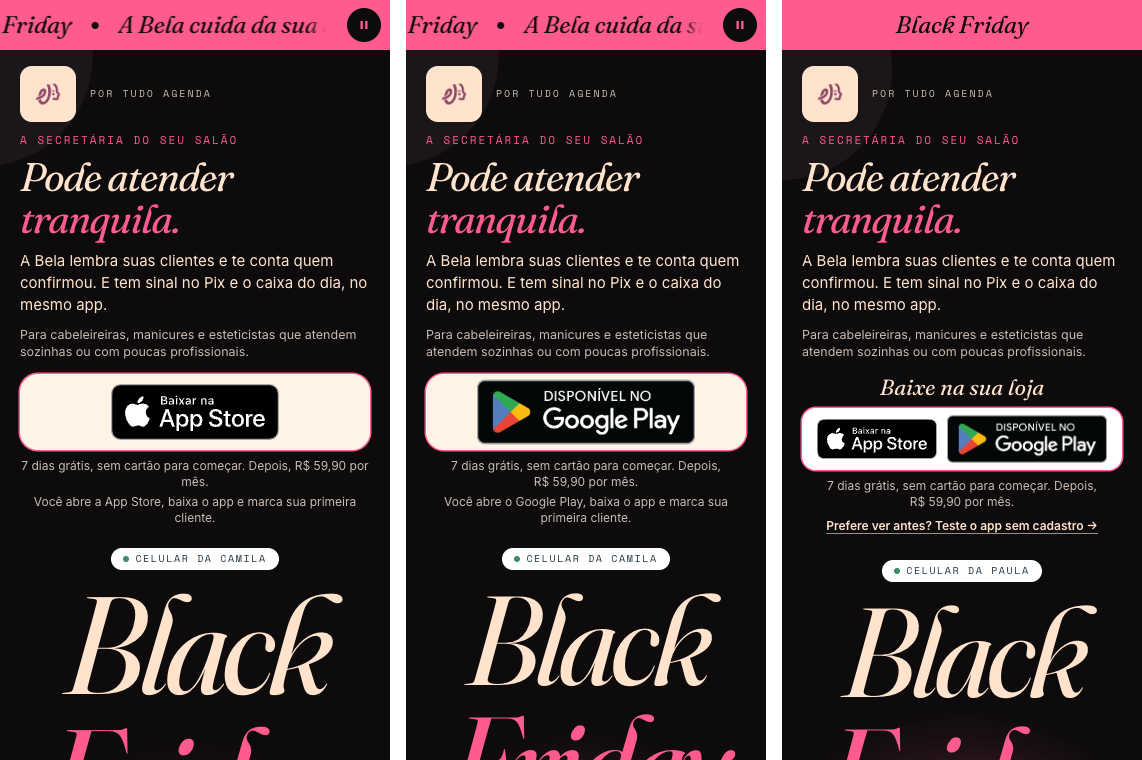 Friday • A Bela cuida da sua
POR TUDO AGENDA
A SECRETÁRIA DO SEU SALÃO
Pode atender
tranquila.
A Bela lembra suas clientes e te conta quem
confirmou. E tem sinal no Pix e o caixa do dia, no
mesmo app.
Para cabeleireiras, manicures e esteticistas que atendem
sozinhas ou com poucas profissionais.
Baixar na
App Store
7 dias grátis, sem cartão para começar. Depois, R$ 59,90 por
mês.
Você abre a App Store, baixa o app e marca sua primeira
cliente.
CELULAR DA CAMILA
Black
Friday • A Bela cuida da
POR TUDO AGENDA
A SECRETÁRIA DO SEU SALÃO
Pode atender
tranquila.
A Bela lembra suas clientes e te conta quem
confirmou. E tem sinal no Pix e o caixa do
dia, no mesmo app.
Para cabeleireiras, manicures e esteticistas que
atendem sozinhas ou com poucas profissionais.
DISPONÍVEL NO
Google Play
7 dias grátis, sem cartão para começar. Depois,
R$ 59,90 por mês.
Você abre o Google Play, baixa o app e marca sua
primeira cliente.
CELULAR DA CAMILA
Black
Friday
Black Friday
POR TUDO AGENDA
A SECRETÁRIA DO SEU SALÃO
Pode atender
tranquila.
A Bela lembra suas clientes e te conta quem
confirmou. E tem sinal no Pix e o caixa do
dia, no mesmo app.
Para cabeleireiras, manicures e esteticistas que
atendem sozinhas ou com poucas profissionais.
Baixe na sua loja
Baixar na
App Store
DISPONÍVEL NO
Google Play
7 dias grátis, sem cartão para começar. Depois,
R$ 59,90 por mês.
Prefere ver antes? Teste o app sem cadastro →
CELULAR DA PAULA
Black